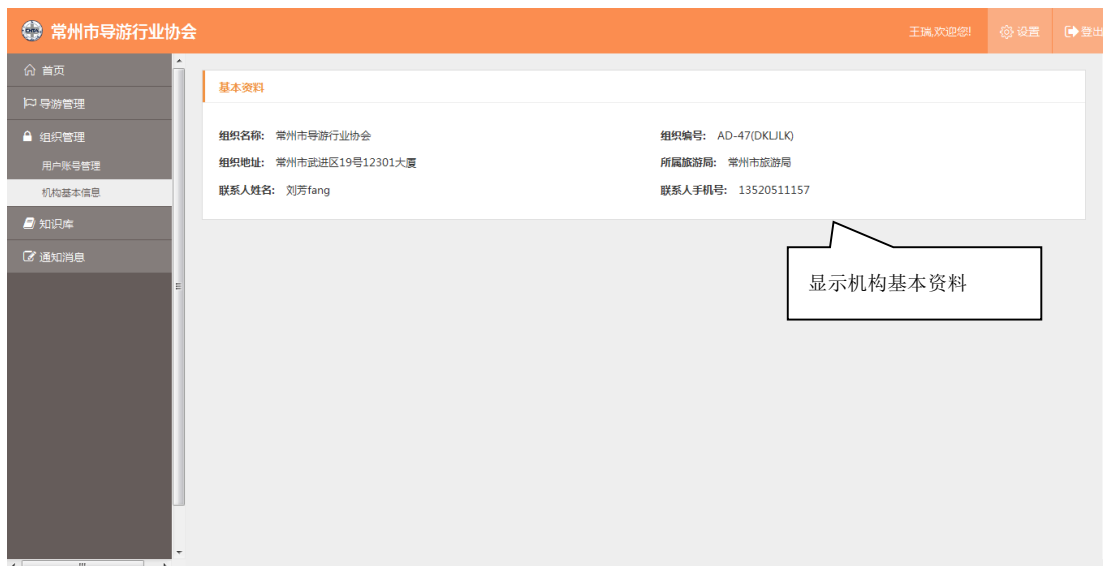 常州市导游行业协会
王瑞,欢迎您!!
设置
登出
首页
导游管理
组织管理
用户账号管理
机构基本信息
知识库
通知消息
基本资料
组织名称: 常州市导游行业协会
组织编号: AD-47(DKLJLK)
组织地址: 常州市武进区19号12301大厦
所属旅游局: 常州市旅游局
联系人姓名: 刘芳fang
联系人手机号: 13520511157
显示机构基本资料